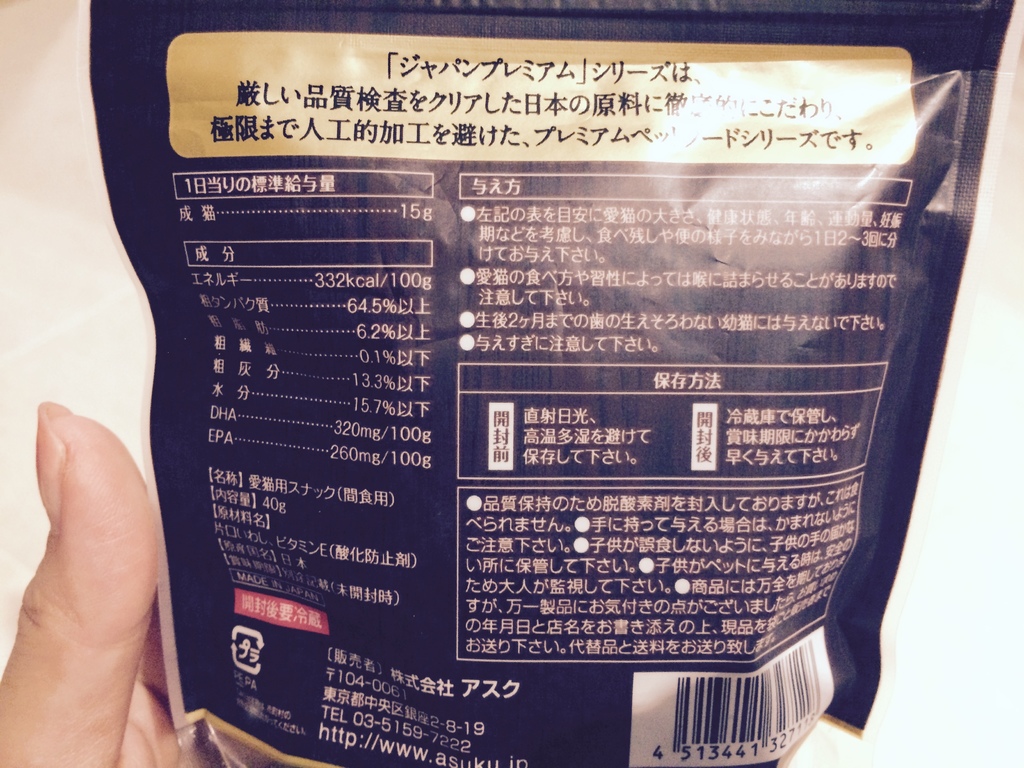 「ジャパンプレミアム」シリーズは、
厳しい品質検査をクリアした日本の原料に徹底的にこだわり、
極限まで人工的加工を避けた、プレミアムペットフードシリーズです。
1日当りの標準給与量
成猫 15g
成分
エネルギー 332kcal/100g
粗タンパク質 64.5%以上
粗脂肪 6.2%以上
粗繊維 0.1%以下
粗灰分 13.3%以下
水分 15.7%以下
DHA 320mg/100g
EPA 260mg/100g
【名称】愛猫用スナック(間食用)
【内容量】40g
【原材料名】
片口いわし、ビタミンE(酸化防止剤)
【原産国名】日本
【賞味期限】記載(未開封時)
MADE IN JAPAN
開封後要冷蔵
プラ
PE,PA
〔販売者〕株式会社 アスク
〒104-0061
東京都中央区銀座2-8-19
TEL 03-5159-7222
http://www.asuku.jp
与え方
●左記の表を目安に愛猫の大きさ、健康状態、年齢、運動量、妊娠
期などを考慮し、食べ残しや便の様子をみながら1日2〜3回に分
けてお与え下さい。
●愛猫の食べ方や習性によっては喉に詰まらせることがありますので
注意して下さい。
●生後2ヶ月までの歯の生えそろわない幼猫には与えないで下さい。
●与えすぎに注意して下さい。
保存方法
開封前
直射日光、
高温多湿を避けて
保存して下さい。
開封後
冷蔵庫で保管し、
賞味期限にかかわらず
早く与えて下さい。
●品質保持のため脱酸素剤を封入しておりますが、これは食
べられません。●手に持って与える場合は、かまれないように
ご注意下さい。●子供が誤食しないように、子供の手の届かな
い所に保管して下さい。●子供がペットに与える時は、安全の
ため大人が監視して下さい。●商品には万全を期しておりま
すが、万一製品にお気付きの点がございましたら、お買
の年月日と店名をお書き添えの上、現品を
お送り下さい。代替品と送料をお送り致します。
4 513441 327